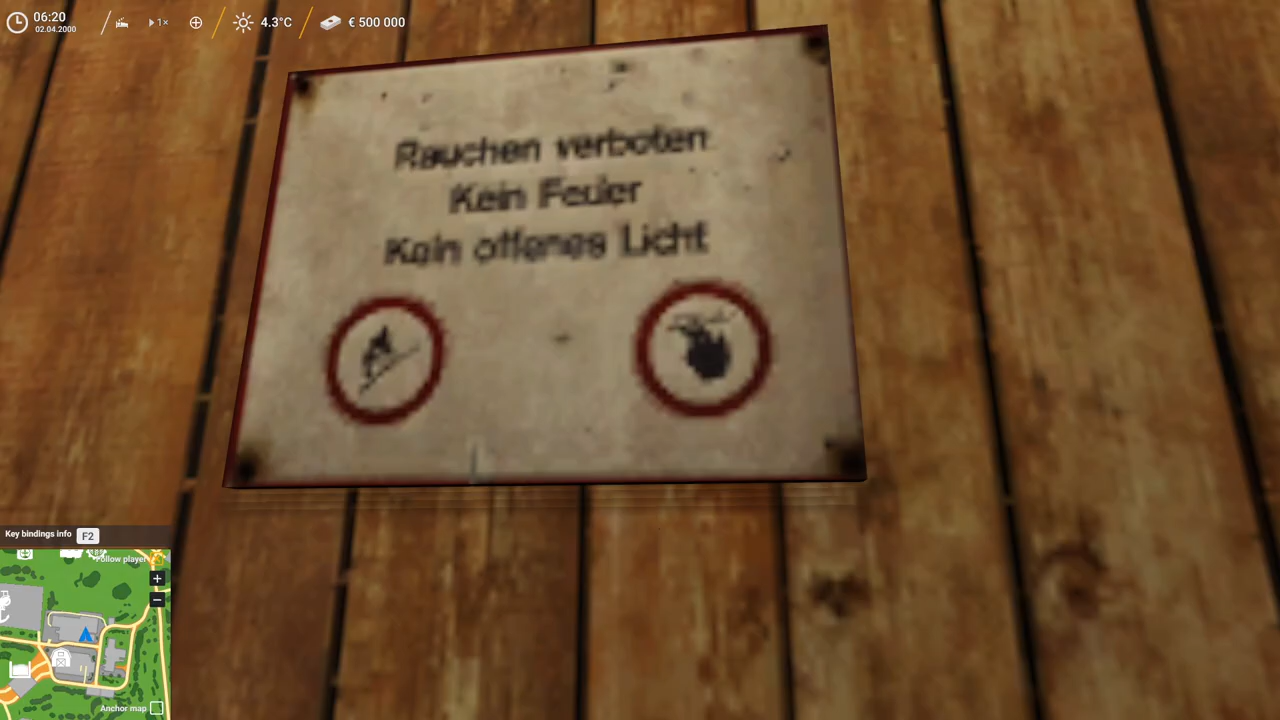 06:20
02.04.2000
1×
4.3°C
€ 500 000
Rauchen verboten
Kein Feuer
Kein offenes Licht
Key bindings info F2
Follow player
+
−
Anchor map